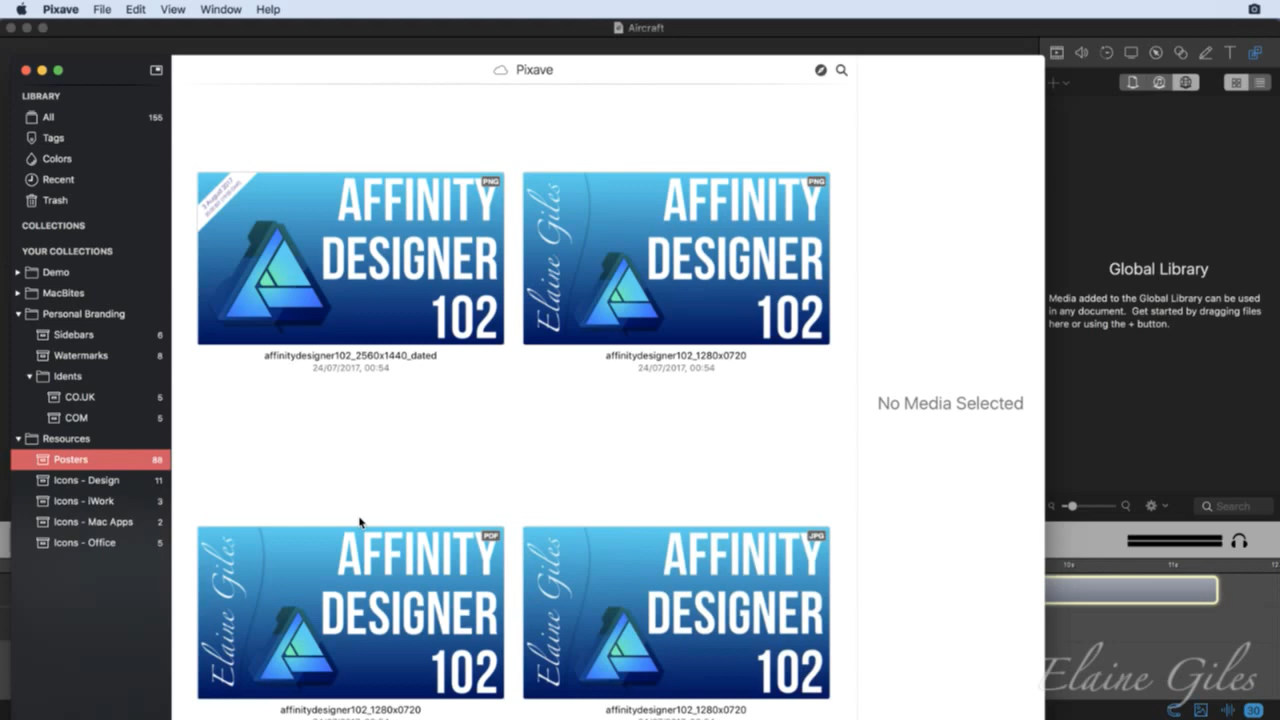 Pixave File Edit View Window Help
Aircraft
Pixave
LIBRARY
All 155
Tags
Colors
Recent
Trash
COLLECTIONS
YOUR COLLECTIONS
Demo
MacBites
Personal Branding
Sidebars 6
Watermarks 8
Idents
CO.UK 5
COM 5
Resources
Posters 88
Icons - Design 11
Icons - iWork 3
Icons - Mac Apps 2
Icons - Office 5
PNG
AFFINITY
DESIGNER
102
affinitydesigner102_2560x1440_dated
24/07/2017, 00:54
PNG
Elaine Giles
AFFINITY
DESIGNER
102
affinitydesigner102_1280x0720
24/07/2017, 00:54
PDF
Elaine Giles
AFFINITY
DESIGNER
102
affinitydesigner102_1280x0720
JPG
Elaine Giles
AFFINITY
DESIGNER
102
affinitydesigner102_1280x0720
No Media Selected
Global Library
Media added to the Global Library can be used
in any document. Get started by dragging files
here or using the + button.
Search
10s 11s 12
Elaine Giles
30